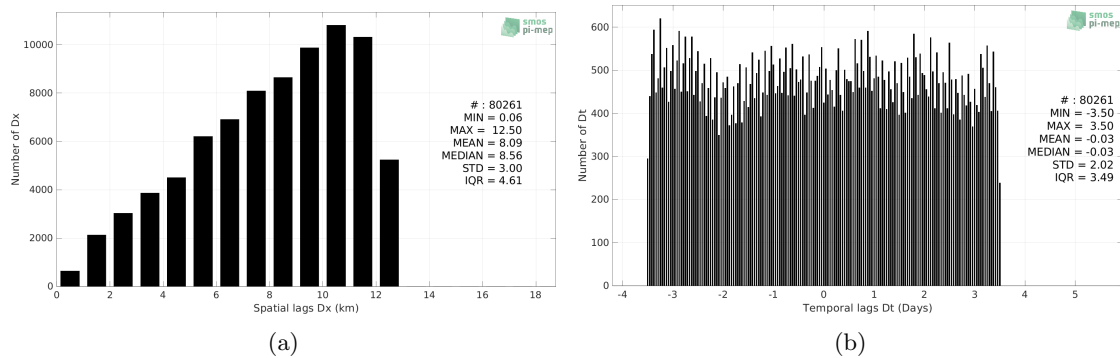 smos
pi-mep
10000
8000
6000
4000
2000
0
Number of Dx
# : 80261
MIN = 0.06
MAX = 12.50
MEAN = 8.09
MEDIAN = 8.56
STD = 3.00
IQR = 4.61
0 2 4 6 8 10 12 14 16 18
Spatial lags Dx (km)
(a)
smos
pi-mep
600
500
400
300
200
100
0
Number of Dt
# : 80261
MIN = -3.50
MAX = 3.50
MEAN = -0.03
MEDIAN = -0.03
STD = 2.02
IQR = 3.49
-4 -3 -2 -1 0 1 2 3 4 5
Temporal lags Dt (Days)
(b)